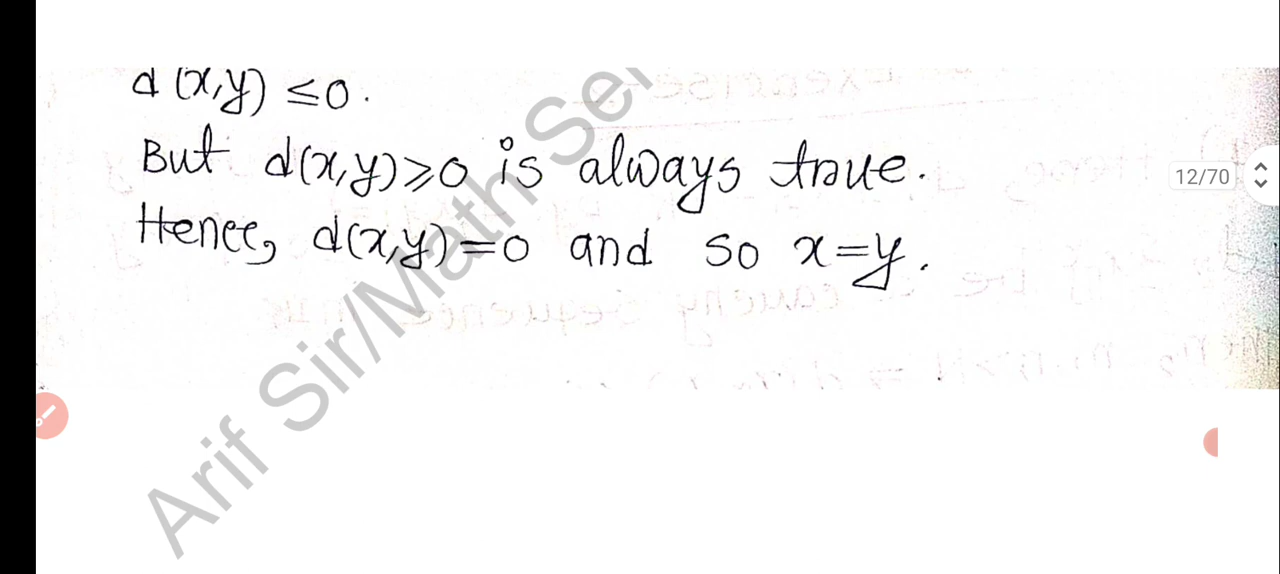 d(x,y) ≤0.
But d(x,y)⩾0 is always true.
12/70
Hence, d(x,y)=0 and so x=y.
Arif Sir/Math Se